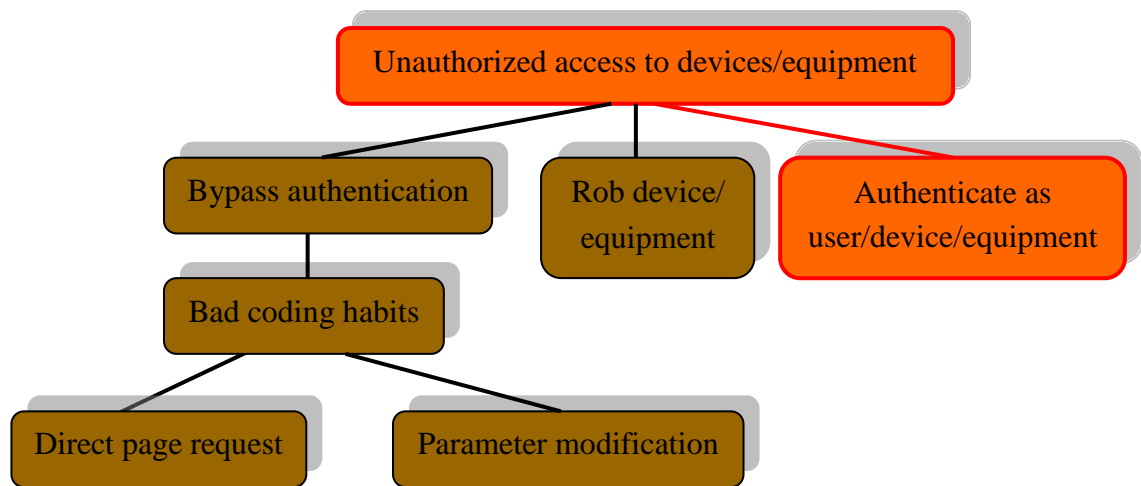 Unauthorized access to devices/equipment
Bypass authentication
Rob device/
equipment
Authenticate as
user/device/equipment
Bad coding habits
Direct page request
Parameter modification